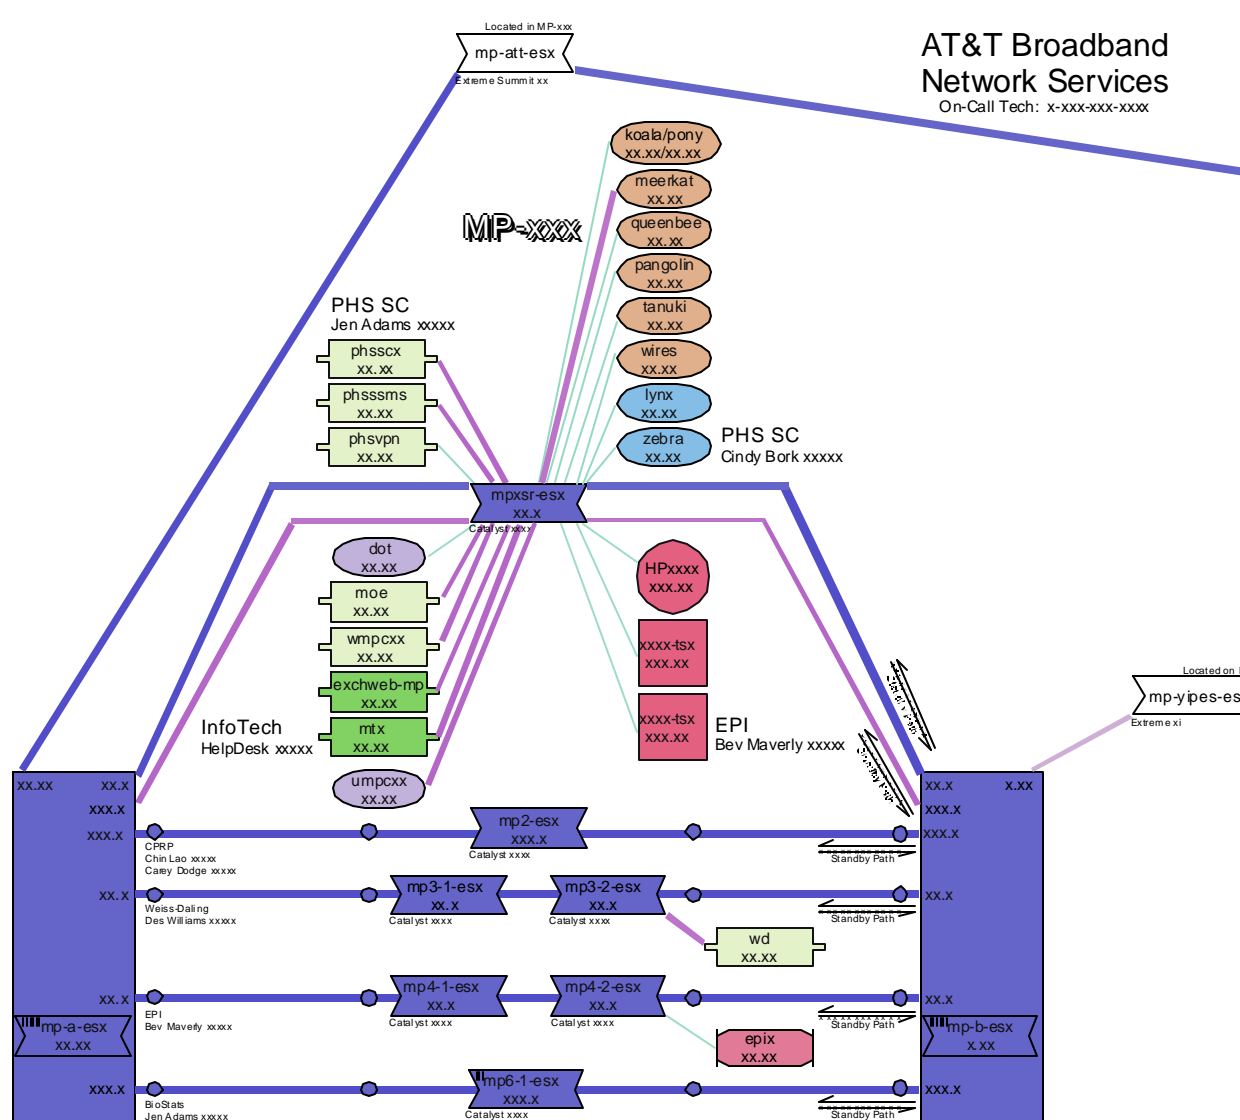 Located in MP-xxx
mp-att-esx
Extreme Summit xx
AT&T Broadband
Network Services
On-Call Tech: x-xxx-xxx-xxxx
koala/pony
xx.xx/xx.xx
meerkat
xx.xx
MP-xxx
queenbee
xx.xx
pangolin
xx.xx
tanuki
xx.xx
wires
xx.xx
lynx
xx.xx
zebra
xx.xx
PHS SC
Cindy Bork xxxxx
PHS SC
Jen Adams xxxxx
phsscx
xx.xx
phsssms
xx.xx
phsvpn
xx.xx
mpxsr-esx
xx.x
Catalyst xxxx
dot
xx.xx
moe
xx.xx
wmpcxx
xx.xx
exchweb-mp
xx.xx
mtx
xx.xx
umpcxx
xx.xx
InfoTech
HelpDesk xxxxx
HPxxxx
xxx.xx
xxxx-tsx
xxx.xx
xxxx-tsx
xxx.xx
EPI
Bev Maverly xxxxx
Located on
mp-yipes-es
Extreme xi
xx.xx xx.x
xxx.x
xxx.x
xx.x x.xx
xxx.x
xxx.x
mp2-esx
xxx.x
Catalyst xxxx
CPRP
Chin Lao xxxxx
Carey Dodge xxxxx
Standby Path
xx.x
mp3-1-esx
xx.x
Catalyst xxxx
mp3-2-esx
xx.x
Catalyst xxxx
xx.x
Weiss-Daling
Des Williams xxxxx
Standby Path
wd
xx.xx
xx.x
mp4-1-esx
xx.x
Catalyst xxxx
mp4-2-esx
xx.x
Catalyst xxxx
xx.x
EPI
Bev Maverly xxxxx
Standby Path
mp-a-esx
xx.xx
epix
xx.xx
mp-b-esx
x.xx
xxx.x
mp6-1-esx
xxx.x
Catalyst xxxx
xxx.x
BioStats
Jen Adams xxxxx
Standby Path